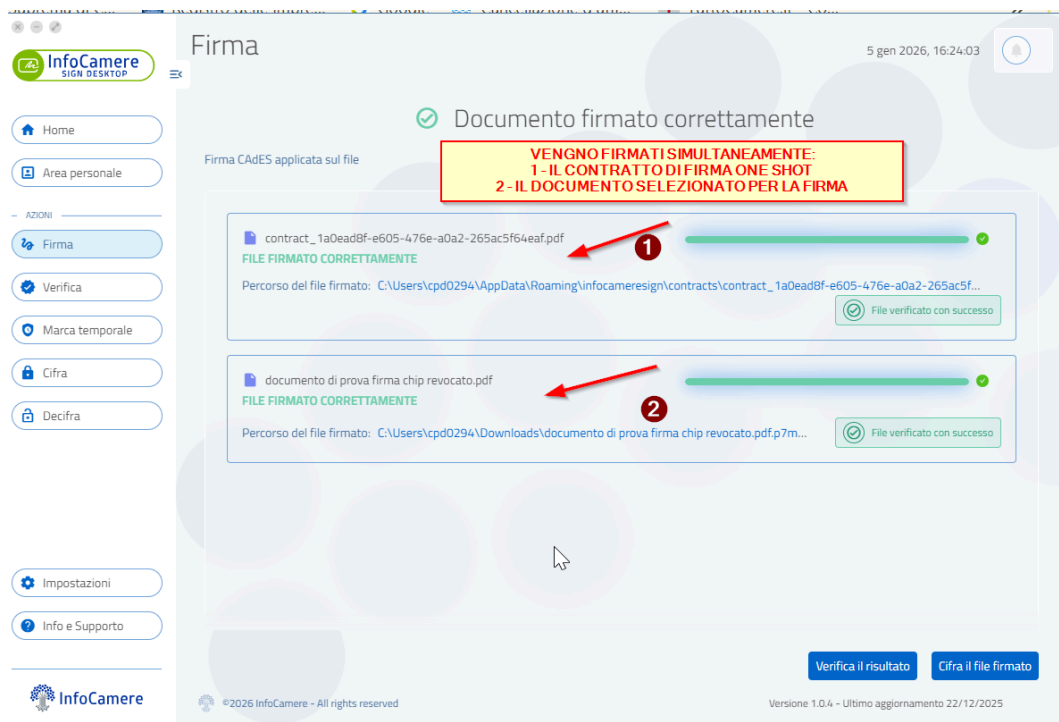 Google
Firma
5 gen 2026, 16:24:03
InfoCamere
SIGN DESKTOP
Documento firmato correttamente
Home
Firma CAdES applicata sul file
VENGNO FIRMATI SIMULTANEAMENTE:
1 - IL CONTRATTO DI FIRMA ONE SHOT
2 - IL DOCUMENTO SELEZIONATO PER LA FIRMA
Area personale
AZIONI
Firma
Verifica
Marca temporale
Cifra
Decifra
contract_1a0ead8f-e605-476e-a0a2-265ac5f64eaf.pdf
1
FILE FIRMATO CORRETTAMENTE
Percorso del file firmato: C:\Users\cpd0294\AppData\Roaming\infocameresign\contracts\contract_1a0ead8f-e605-476e-a0a2-265ac5f...
File verificato con successo
documento di prova firma chip revocato.pdf
2
FILE FIRMATO CORRETTAMENTE
Percorso del file firmato: C:\Users\cpd0294\Downloads\documento di prova firma chip revocato.pdf.p7m...
File verificato con successo
Impostazioni
Info e Supporto
Verifica il risultato
Cifra il file firmato
InfoCamere
©2026 InfoCamere - All rights reserved
Versione 1.0.4 - Ultimo aggiornamento 22/12/2025